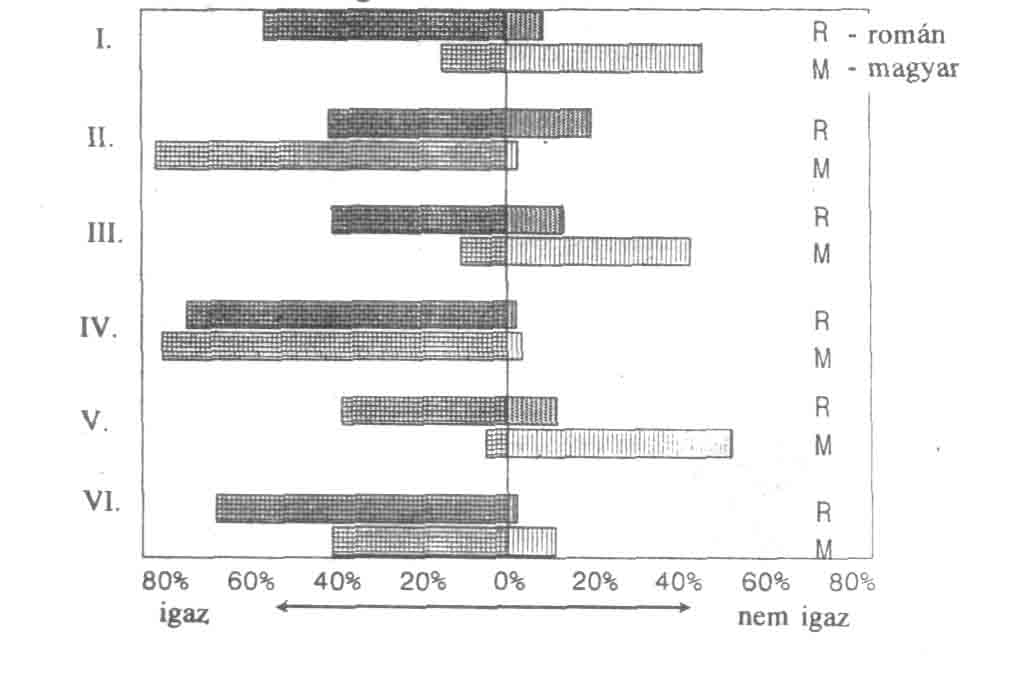 I. R - román
M - magyar
II. R
M
III. R
M
IV. R
M
V. R
M
VI. R
M
80% 60% 40% 20% 0% 20% 40% 60% 80%
igaz nem igaz